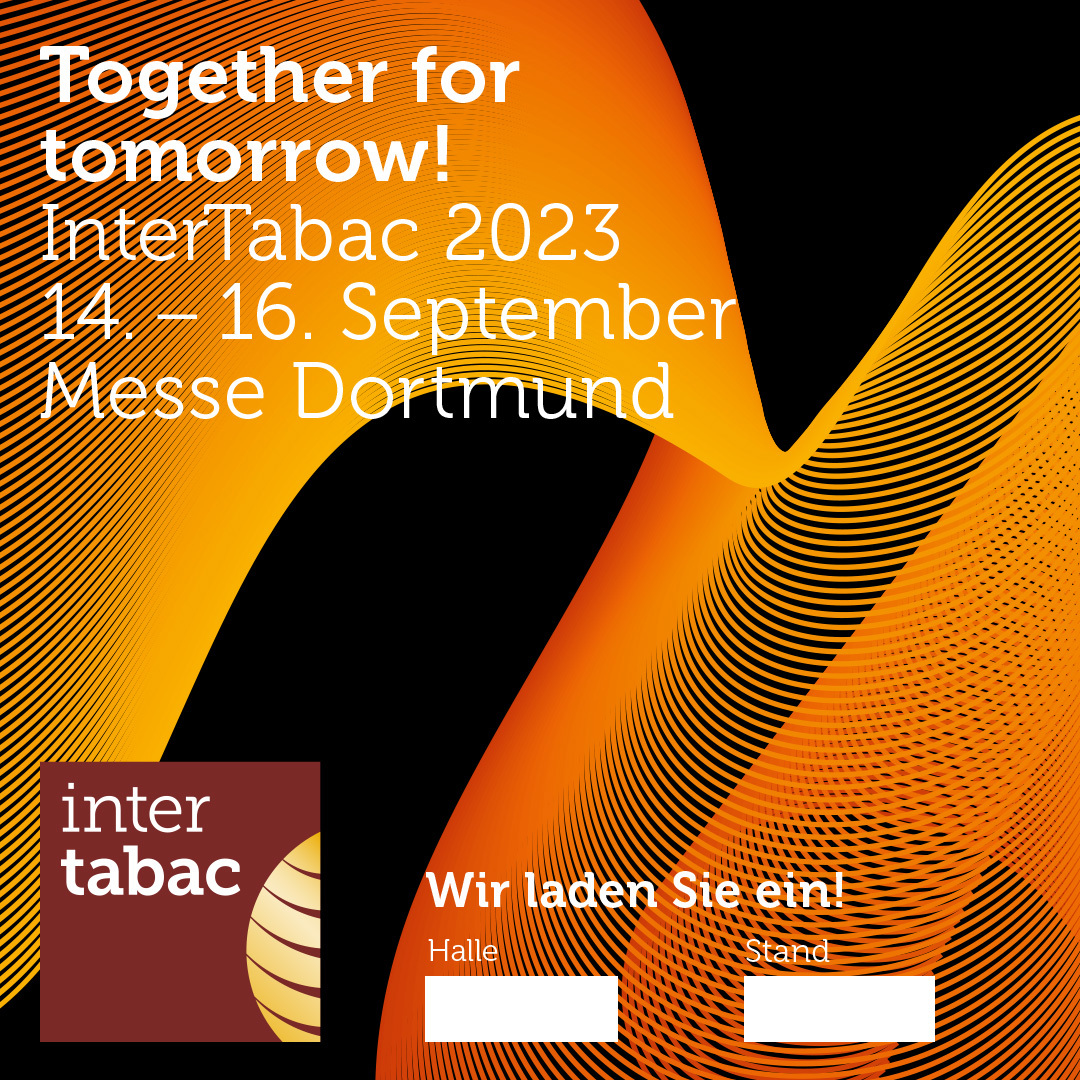 Together for
tomorrow!
InterTabac 2023
14. – 16. September
Messe Dortmund
inter
tabac
Wir laden Sie ein!
Halle
Stand